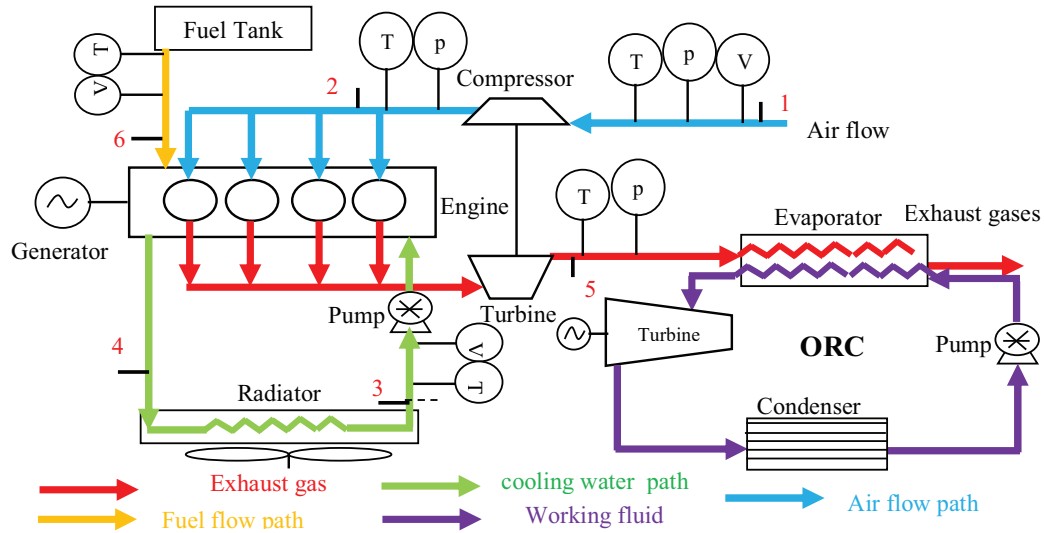 Fuel Tank
T
V
T
p
T
p
V
2
Compressor
1
Air flow
6
Engine
Generator
T
p
Evaporator
Exhaust gases
5
Pump
Turbine
Turbine
ORC
Pump
4
V
T
3
Radiator
Condenser
Exhaust gas
cooling water path
Air flow path
Fuel flow path
Working fluid